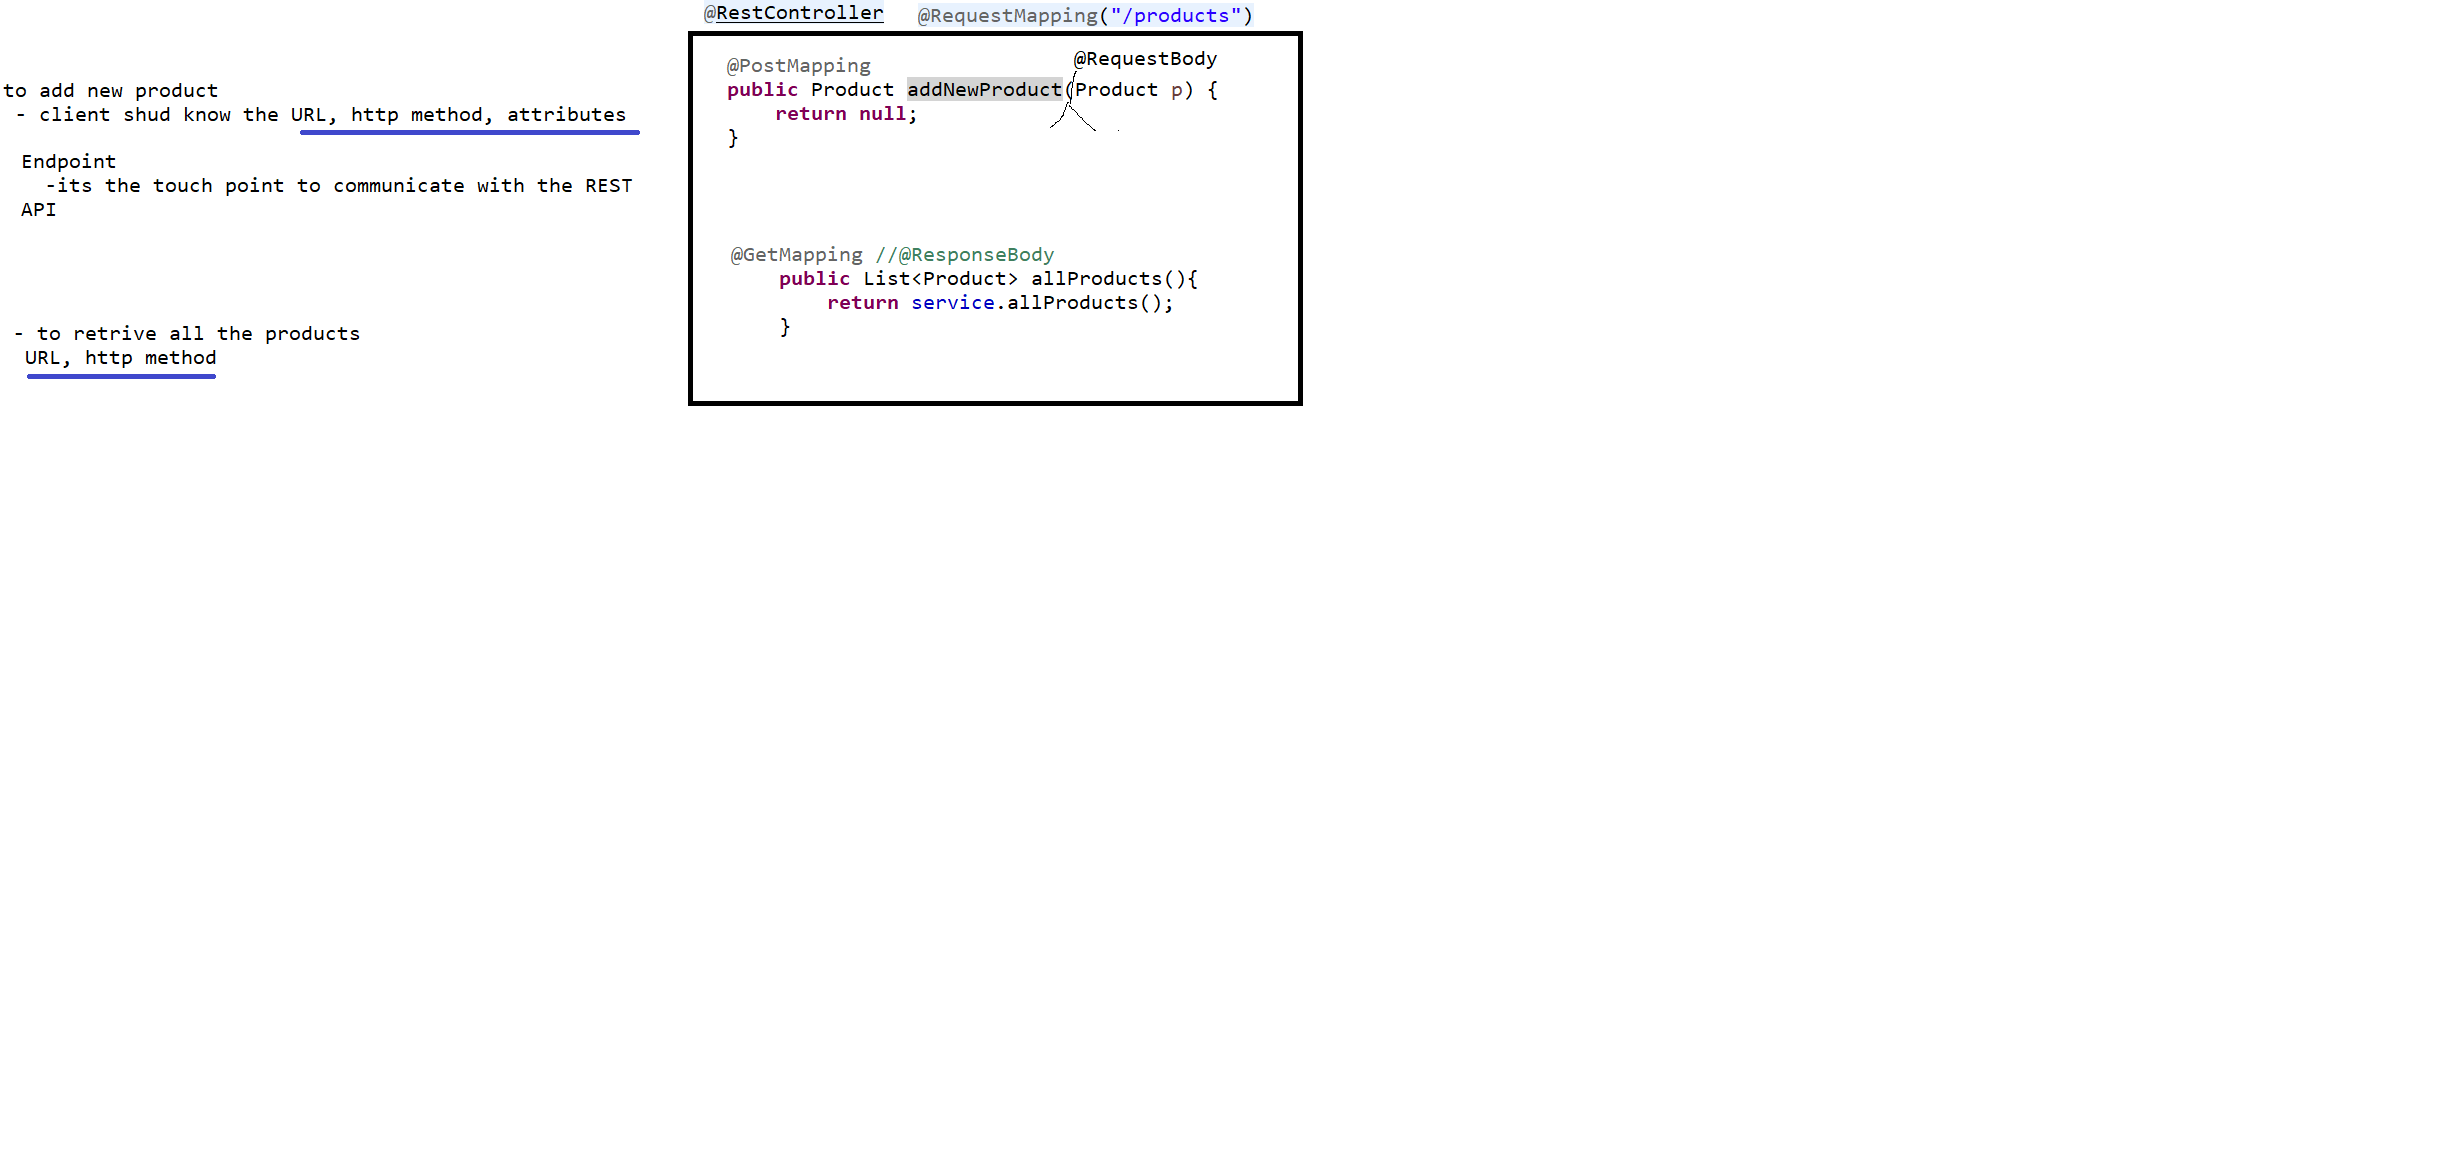 @RestController @RequestMapping("/products")
to add new product
- client shud know the URL, http method, attributes
Endpoint
-its the touch point to communicate with the REST
API
- to retrive all the products
URL, http method
@RequestBody
@PostMapping
public Product addNewProduct(Product p) {
return null;
}
@GetMapping //@ResponseBody
public List<Product> allProducts(){
return service.allProducts();
}